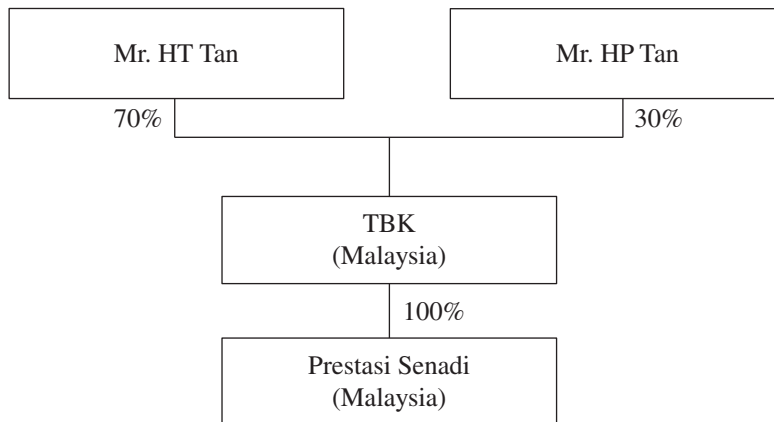 Mr. HT Tan
Mr. HP Tan
70%
30%
TBK
(Malaysia)
100%
Prestasi Senadi
(Malaysia)